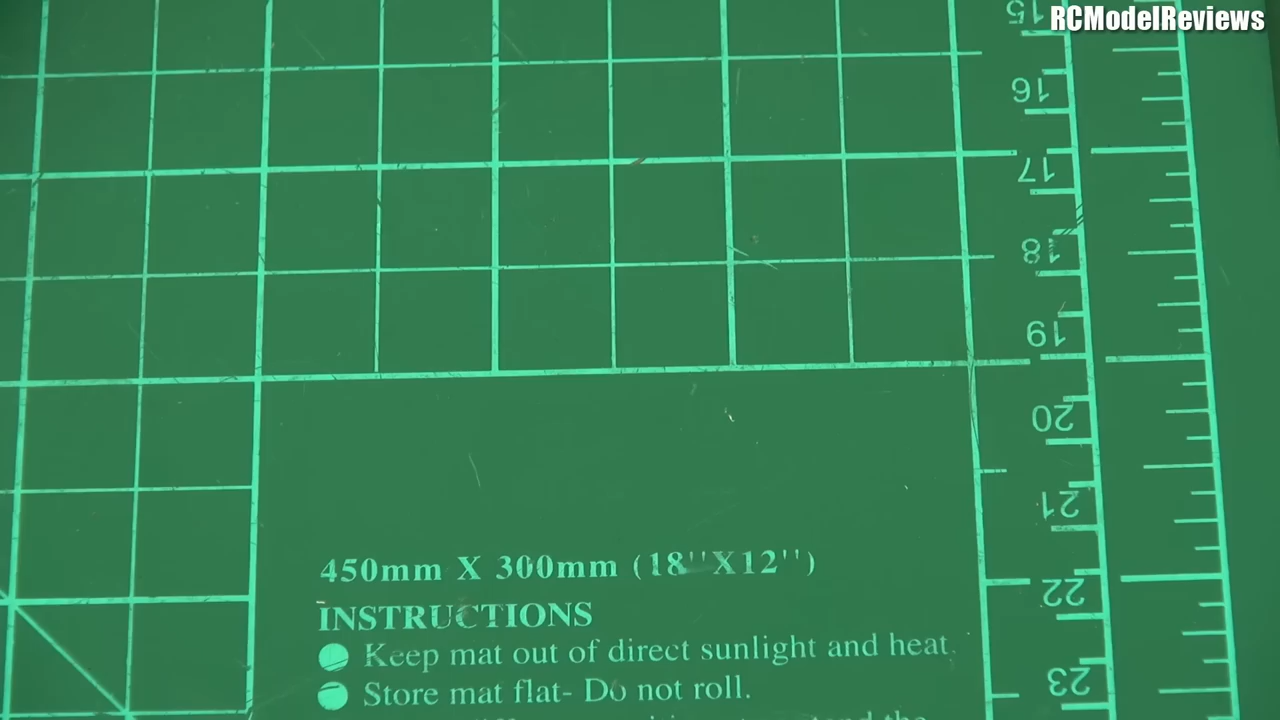 RCModelReviews
15
16
17
18
19
20
21
22
23
450mm X 300mm (18''X12'')
INSTRUCTIONS
Keep mat out of direct sunlight and heat.
Store mat flat- Do not roll.
the